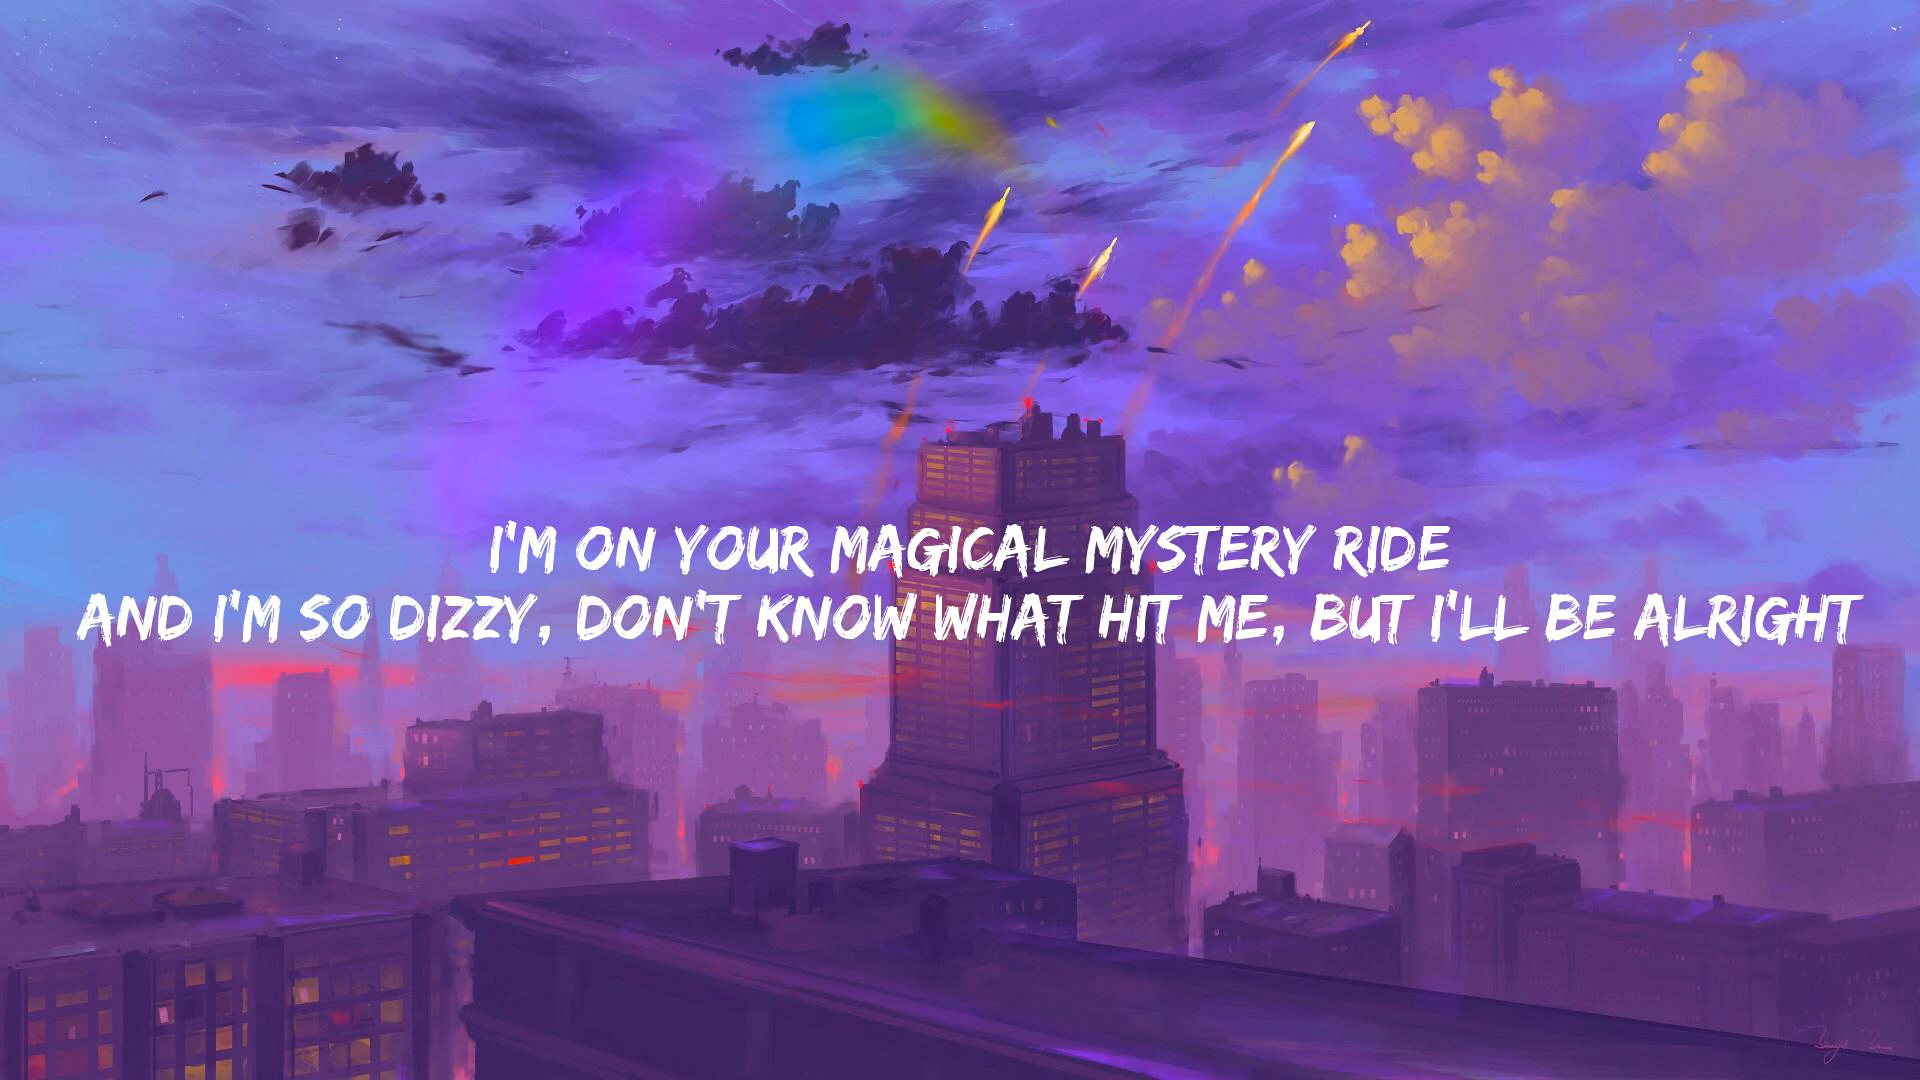 I'M ON YOUR MAGICAL MYSTERY RIDE
AND I'M SO DIZZY, DON'T KNOW WHAT HIT ME, BUT I'LL BE ALRIGHT